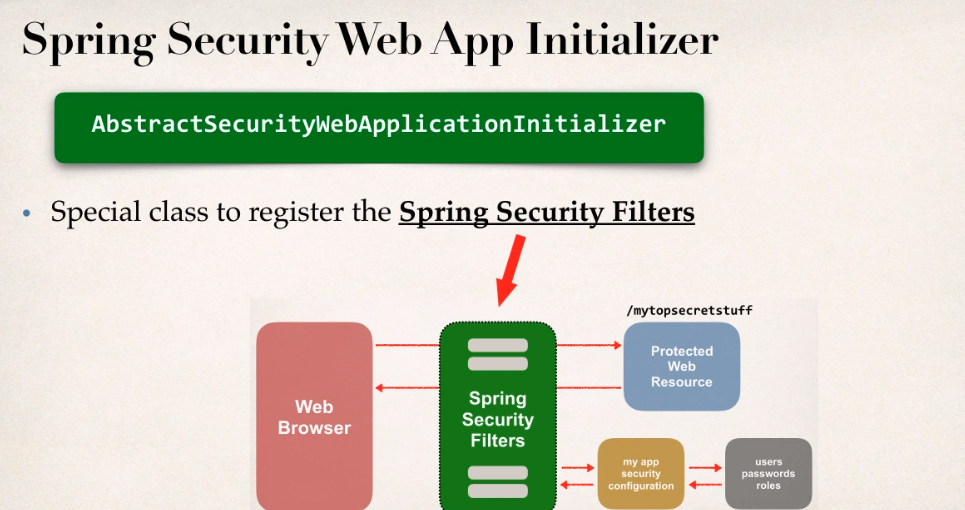 Spring Security Web App Initializer
AbstractSecurityWebApplicationInitializer
• Special class to register the Spring Security Filters
/mytopsecretstuff
Protected
Web
Resource
Web
Browser
Spring
Security
Filters
my app
security
configuration
users
passwords
roles